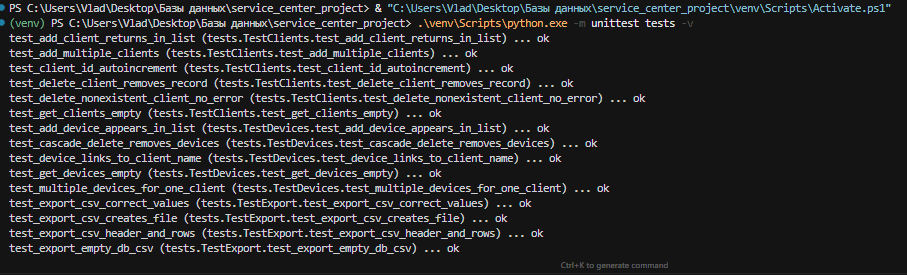 PS C:\Users\Vlad\Desktop\Базы данных\service_center_project> & "C:\Users\Vlad\Desktop\Базы данных\service_center_project\venv\Scripts\Activate.ps1"
(venv) PS C:\Users\Vlad\Desktop\Базы данных\service_center_project> .\venv\Scripts\python.exe -m unittest tests -v
test_add_client_returns_in_list (tests.TestClients.test_add_client_returns_in_list) ... ok
test_add_multiple_clients (tests.TestClients.test_add_multiple_clients) ... ok
test_client_id_autoincrement (tests.TestClients.test_client_id_autoincrement) ... ok
test_delete_client_removes_record (tests.TestClients.test_delete_client_removes_record) ... ok
test_delete_nonexistent_client_no_error (tests.TestClients.test_delete_nonexistent_client_no_error) ... ok
test_get_clients_empty (tests.TestClients.test_get_clients_empty) ... ok
test_add_device_appears_in_list (tests.TestDevices.test_add_device_appears_in_list) ... ok
test_cascade_delete_removes_devices (tests.TestDevices.test_cascade_delete_removes_devices) ... ok
test_device_links_to_client_name (tests.TestDevices.test_device_links_to_client_name) ... ok
test_get_devices_empty (tests.TestDevices.test_get_devices_empty) ... ok
test_multiple_devices_for_one_client (tests.TestDevices.test_multiple_devices_for_one_client) ... ok
test_export_csv_correct_values (tests.TestExport.test_export_csv_correct_values) ... ok
test_export_csv_creates_file (tests.TestExport.test_export_csv_creates_file) ... ok
test_export_csv_header_and_rows (tests.TestExport.test_export_csv_header_and_rows) ... ok
test_export_empty_db_csv (tests.TestExport.test_export_empty_db_csv) ... ok
Ctrl+K to generate command